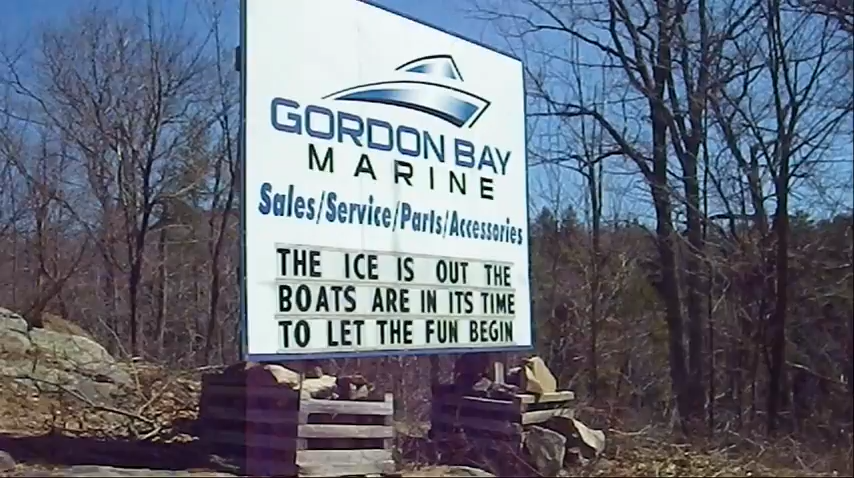 GORDON BAY
MARINE
Sales/Service/Parts/Accessories
THE ICE IS OUT THE
BOATS ARE IN ITS TIME
TO LET THE FUN BEGIN